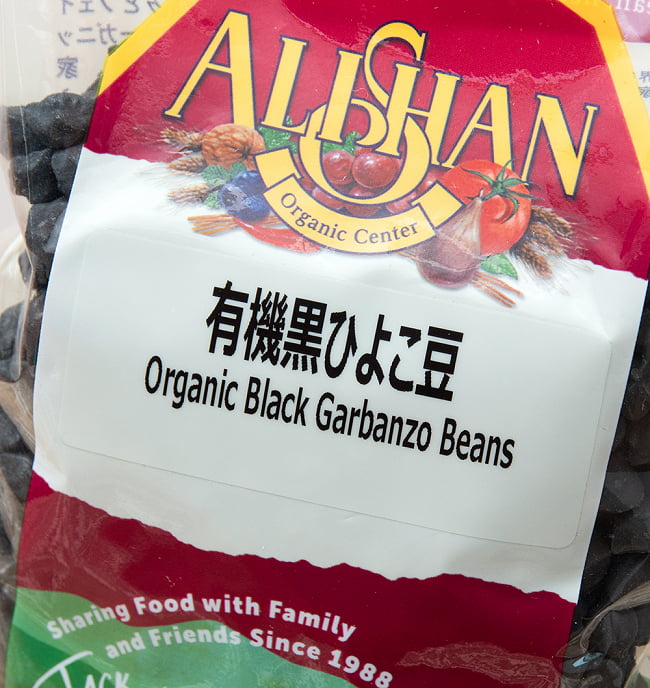 ALISHAN
Organic Center
有機黒ひよこ豆
Organic Black Garbanzo Beans
Sharing Food with Family
and Friends Since 1988
JACK